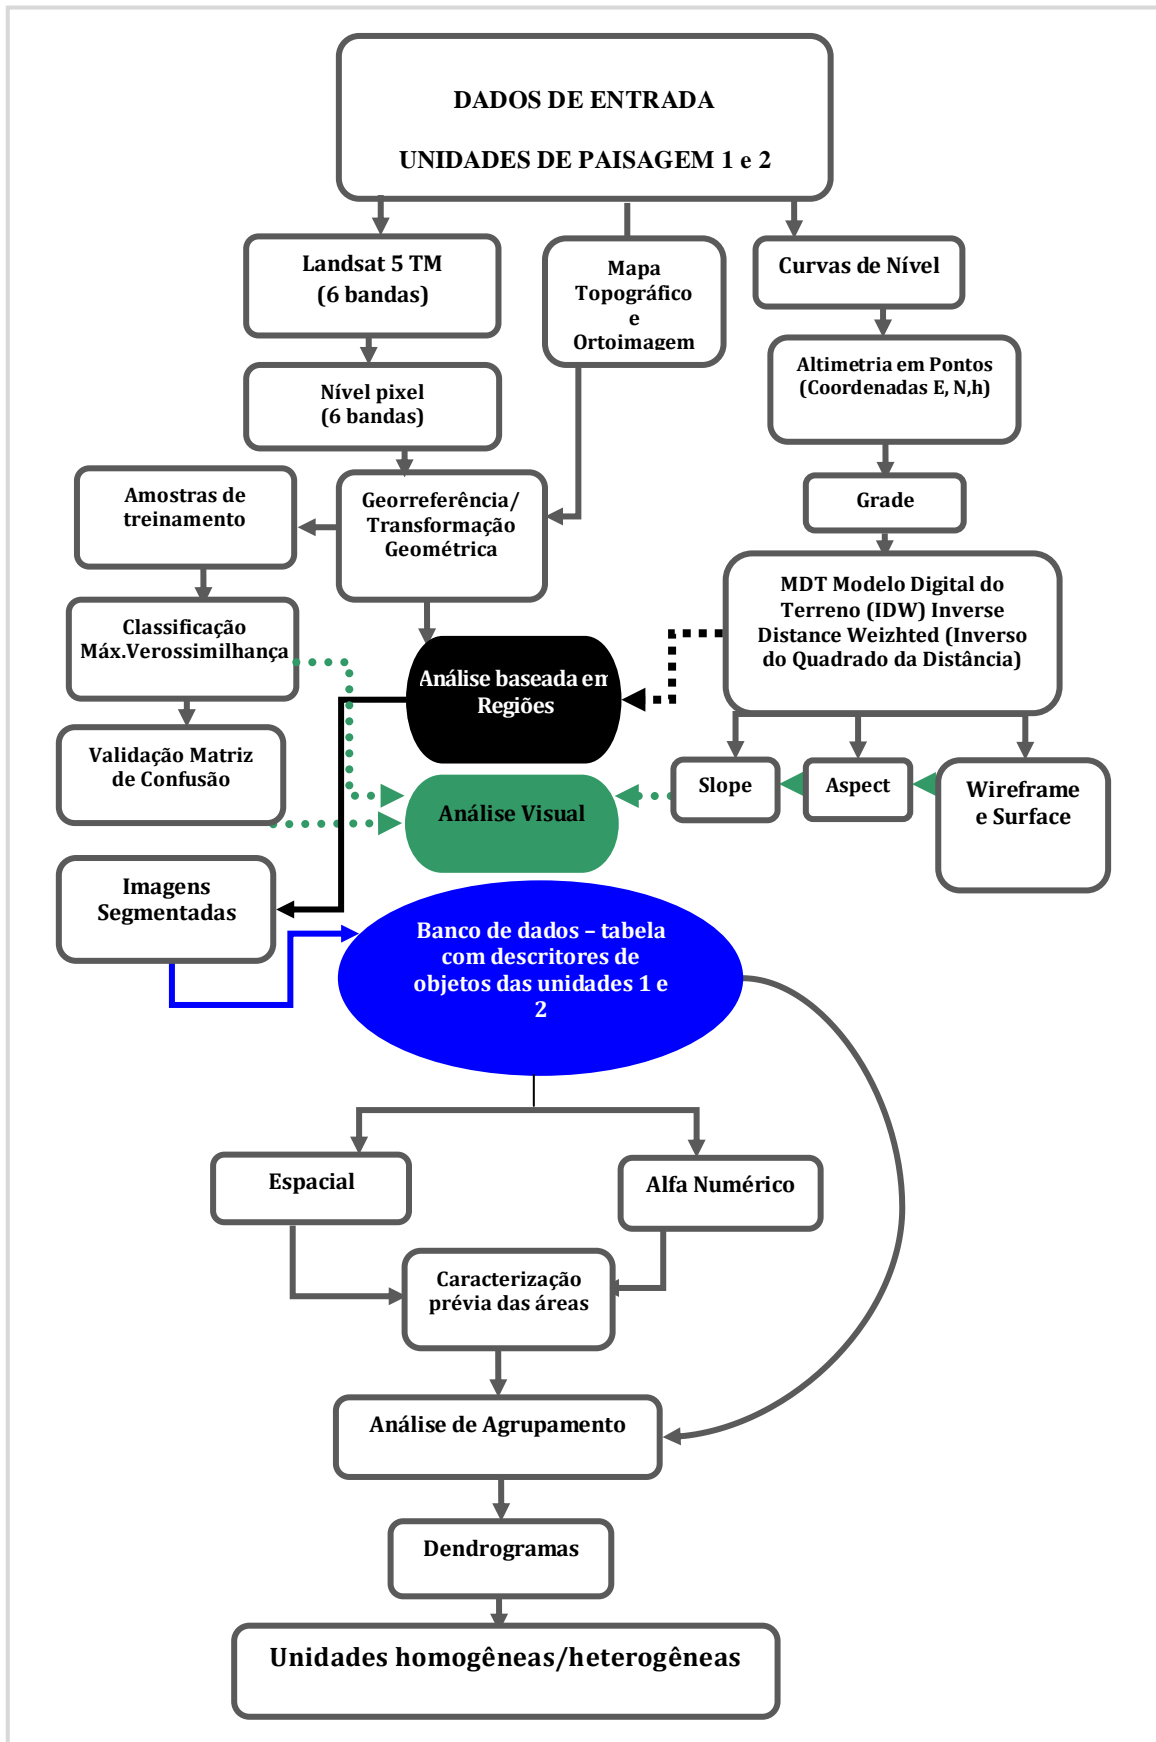 DADOS DE ENTRADA
UNIDADES DE PAISAGEM 1 e 2
Landsat 5 TM
(6 bandas)
Mapa
Topográfico
e
Ortoimagem
Curvas de Nível
Nível pixel
(6 bandas)
Altimetria em Pontos
(Coordenadas E, N,h)
Amostras de
treinamento
Georreferência/
Transformação
Geométrica
Grade
MDT Modelo Digital do
Terreno (IDW) Inverse
Distance Weizhted (Inverso
do Quadrado da Distância)
Classificação
Máx.Verossimilhança
Análise baseada em
Regiões
Validação Matriz
de Confusão
Slope
Aspect
Wireframe
e Surface
Análise Visual
Imagens
Segmentadas
Banco de dados – tabela
com descritores de
objetos das unidades 1 e
2
Espacial
Alfa Numérico
Caracterização
prévia das áreas
Análise de Agrupamento
Dendrogramas
Unidades homogêneas/heterogêneas